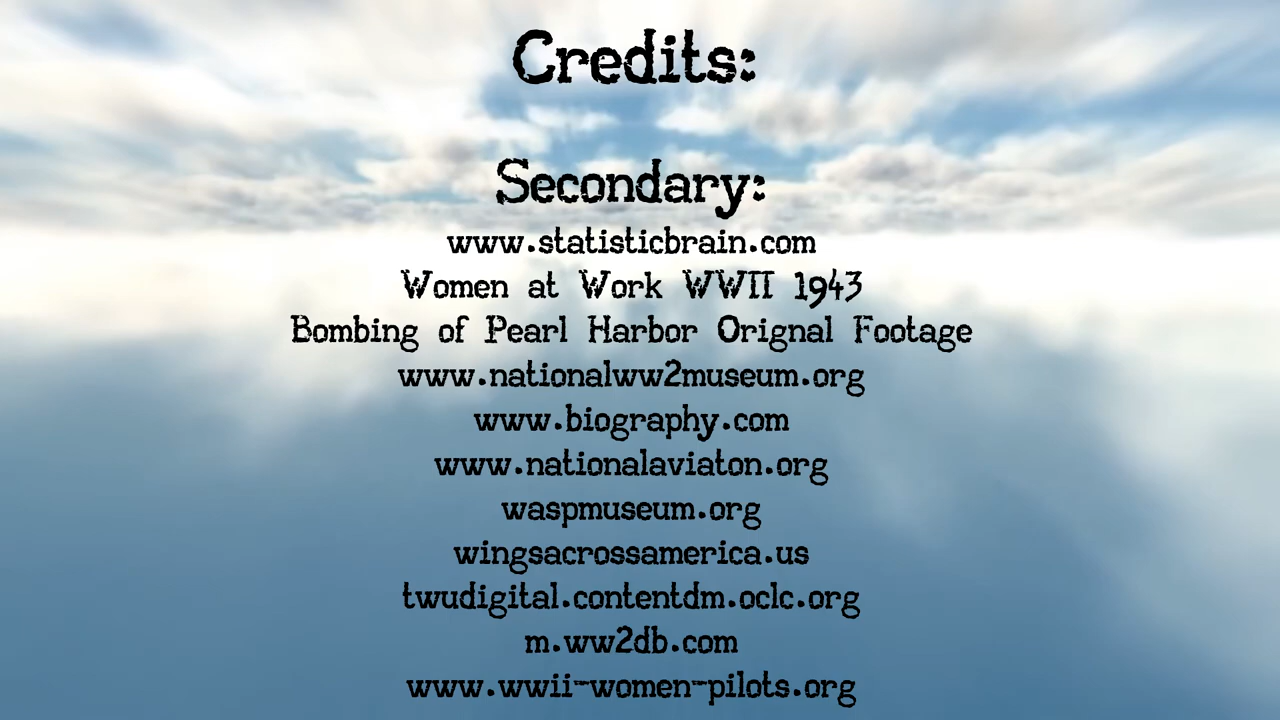 Credits:
Secondary:
www.statisticbrain.com
Women at Work WWII 1943
Bombing of Pearl Harbor Orignal Footage
www.nationalww2museum.org
www.biography.com
www.nationalaviaton.org
waspmuseum.org
wingsacrossamerica.us
twudigital.contentdm.oclc.org
m.ww2db.com
www.wwii-women-pilots.org